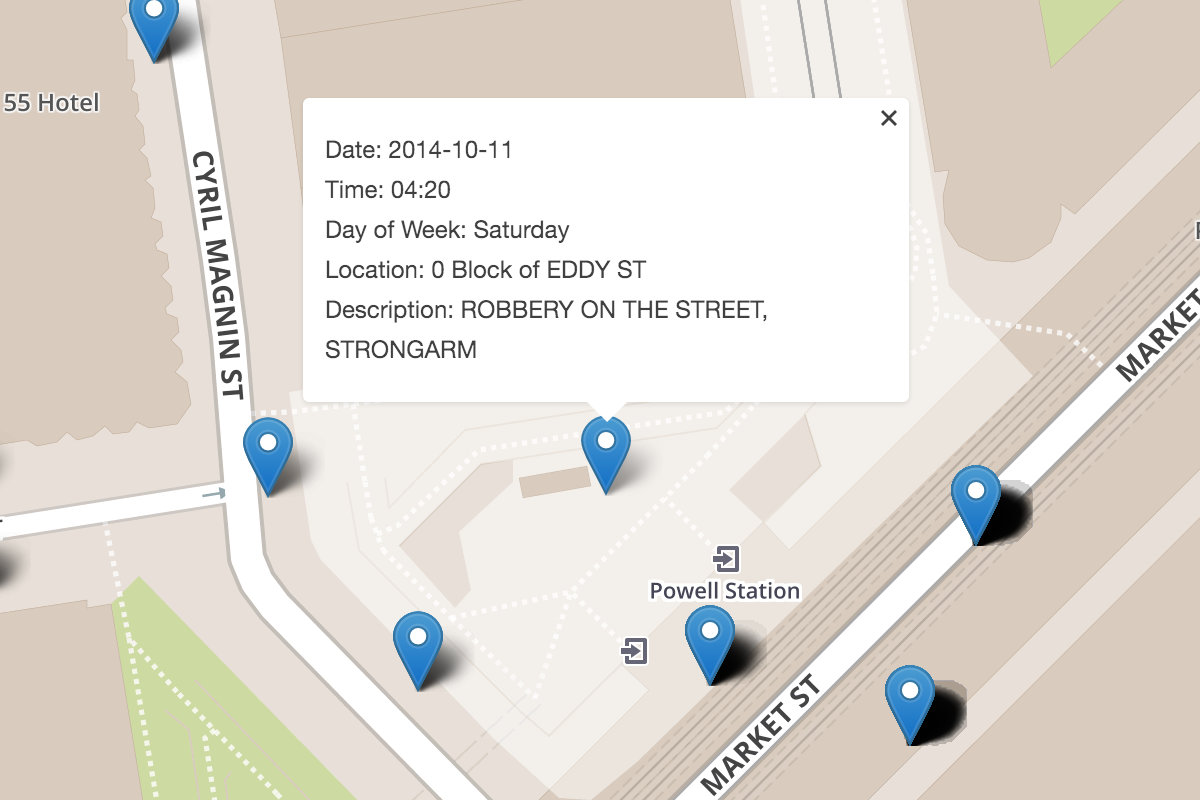 55 Hotel
CYRIL MAGNIN ST
×
Date: 2014-10-11
Time: 04:20
Day of Week: Saturday
Location: 0 Block of EDDY ST
Description: ROBBERY ON THE STREET,
STRONGARM
MARKET
Powell Station
MARKET ST